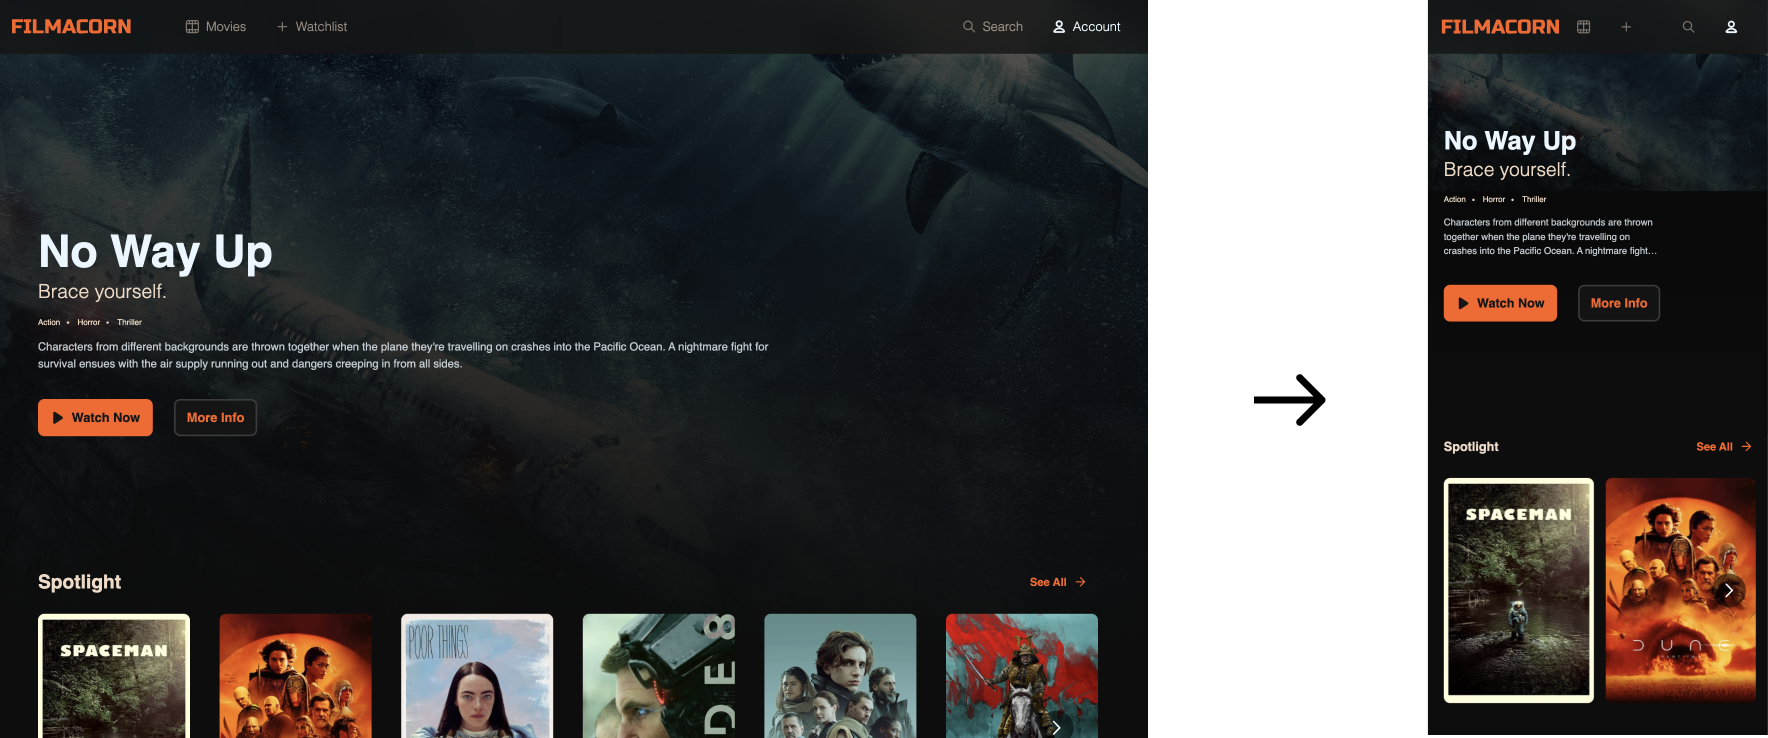 FILMACORN
Movies
Watchlist
Search
Account
No Way Up
Brace yourself.
Action • Horror • Thriller
Characters from different backgrounds are thrown together when the plane they're travelling on crashes into the Pacific Ocean. A nightmare fight for
survival ensues with the air supply running out and dangers creeping in from all sides.
Watch Now
More Info
Spotlight
See All
SPACEMAN
POOR THINGS
DE8
FILMACORN
No Way Up
Brace yourself.
Action • Horror • Thriller
Characters from different backgrounds are thrown
together when the plane they're travelling on
crashes into the Pacific Ocean. A nightmare fight...
Watch Now
More Info
Spotlight
See All
SPACEMAN
DUNE